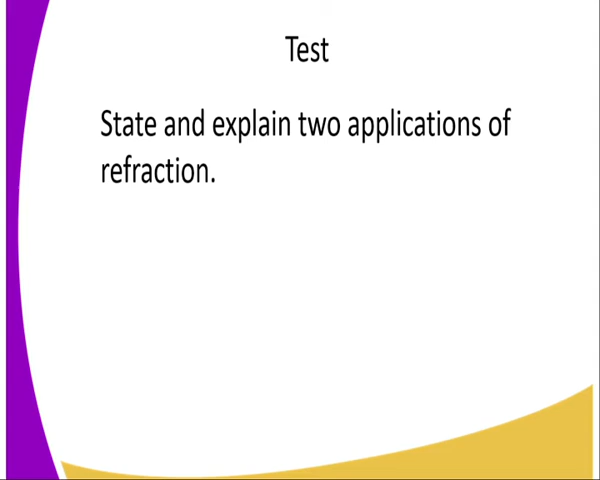 Test
State and explain two applications of
refraction.